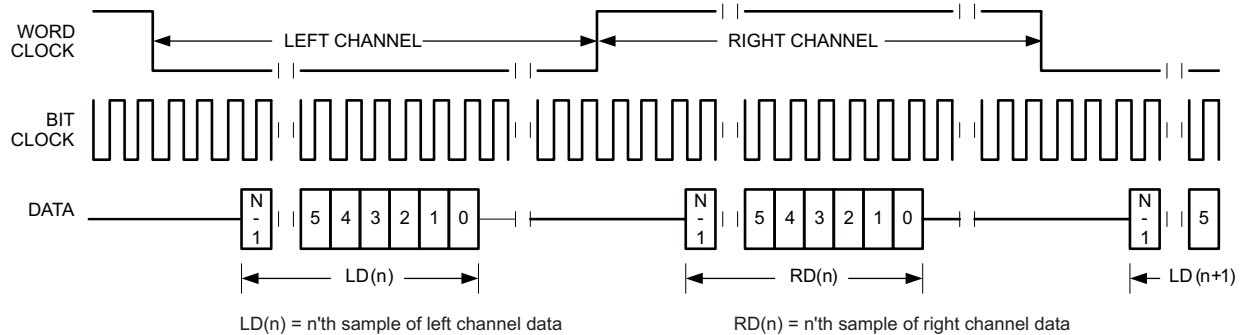 WORD
CLOCK
LEFT CHANNEL
RIGHT CHANNEL
BIT
CLOCK
DATA
N
-
1
5 4 3 2 1 0
N
-
1
5 4 3 2 1 0
N
-
1
5
LD(n)
RD(n)
LD (n+1)
LD(n) = n'th sample of left channel data
RD(n) = n'th sample of right channel data